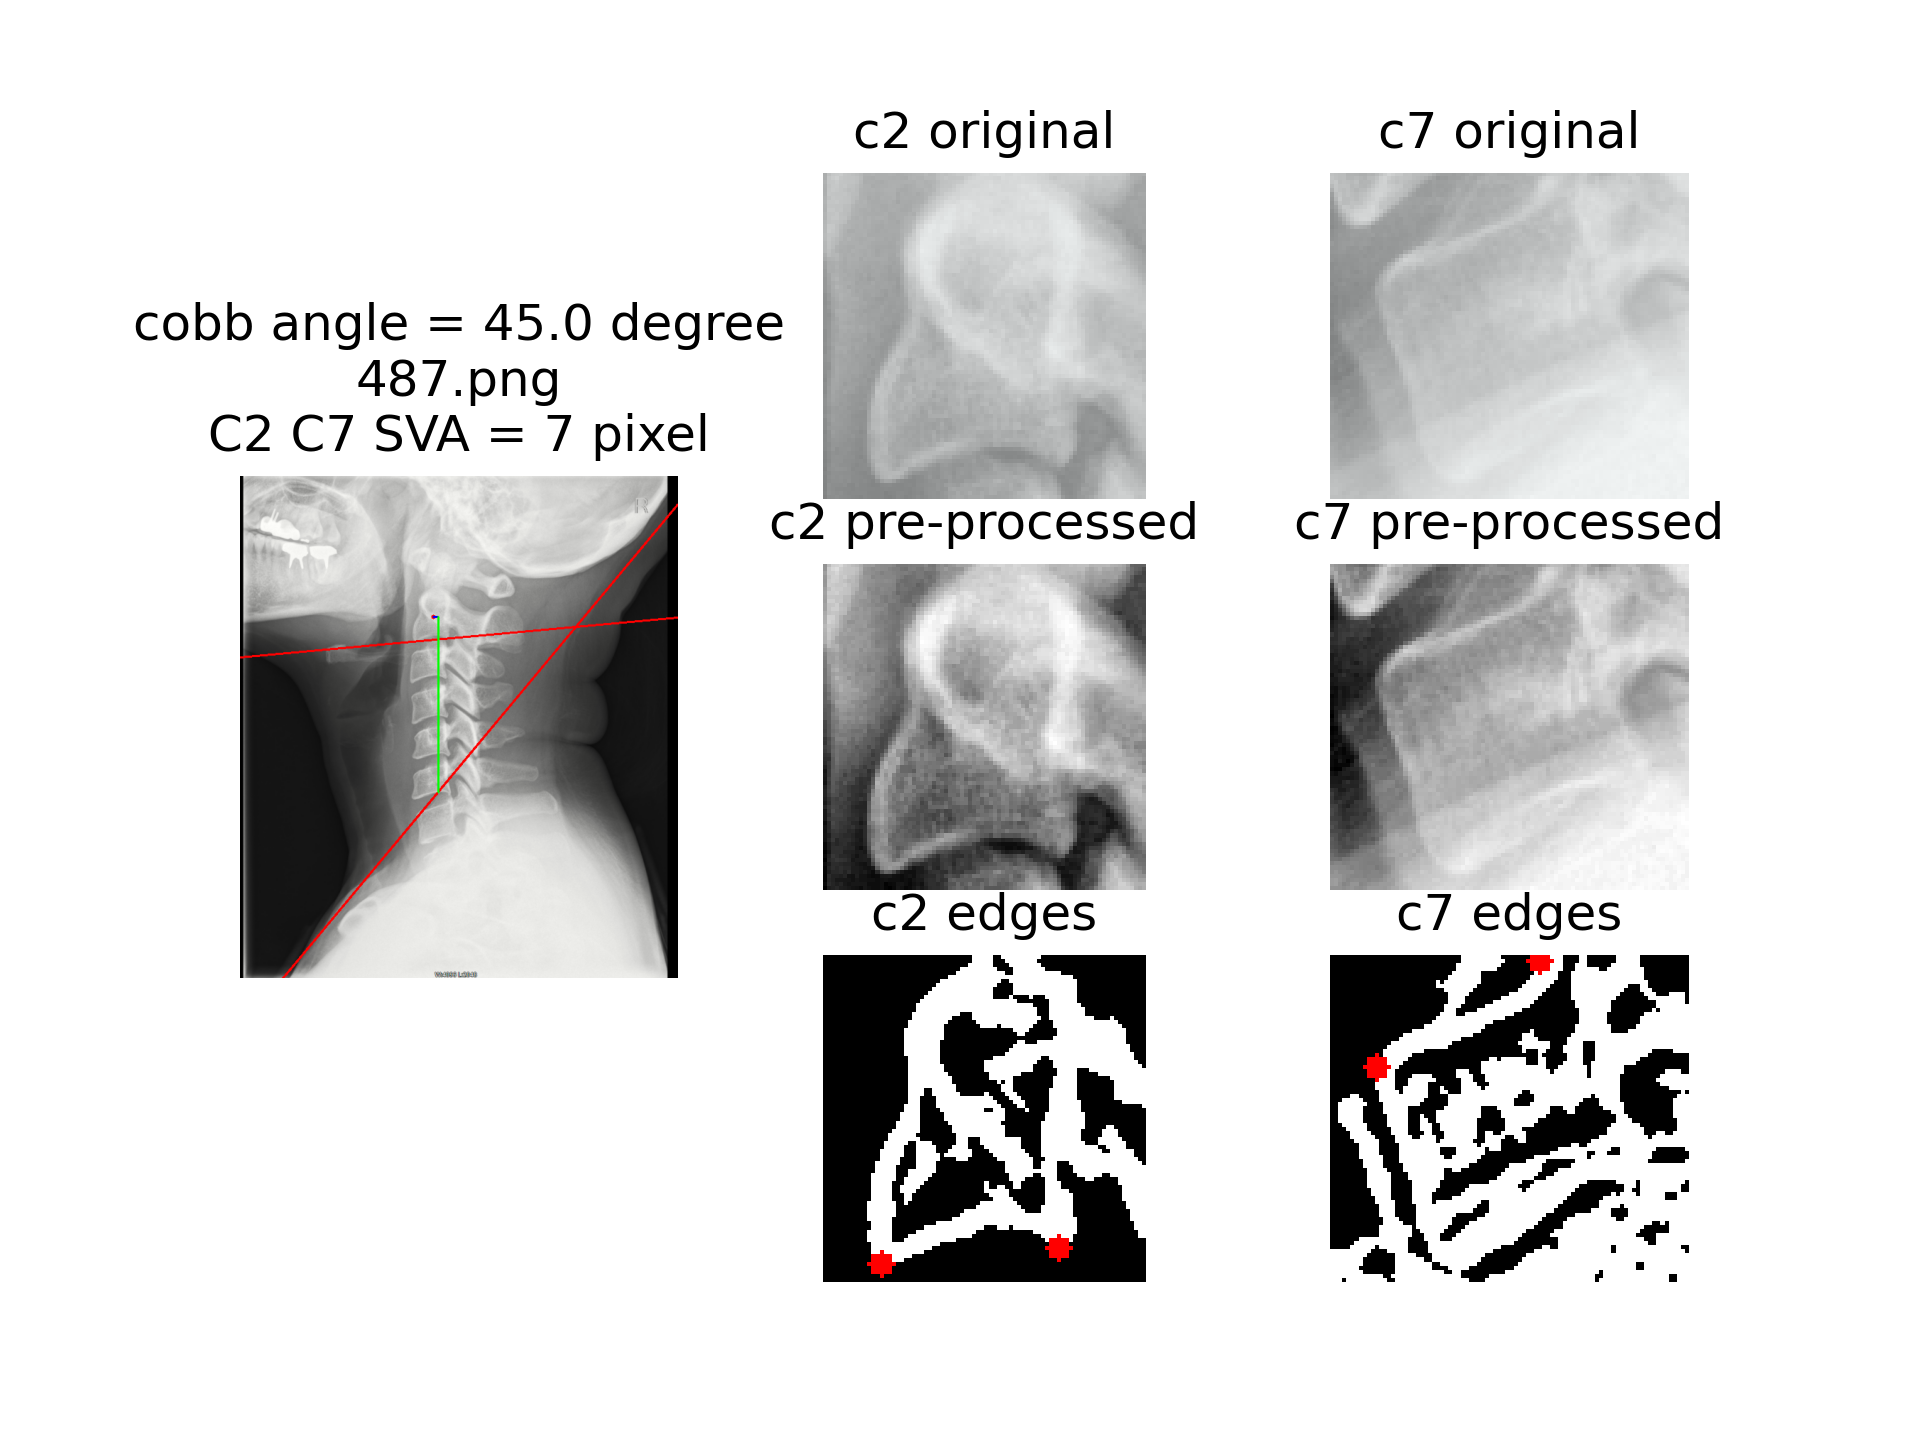 cobb angle = 45.0 degree
487.png
C2 C7 SVA = 7 pixel
R
c2 original
c7 original
c2 pre-processed
c7 pre-processed
c2 edges
c7 edges